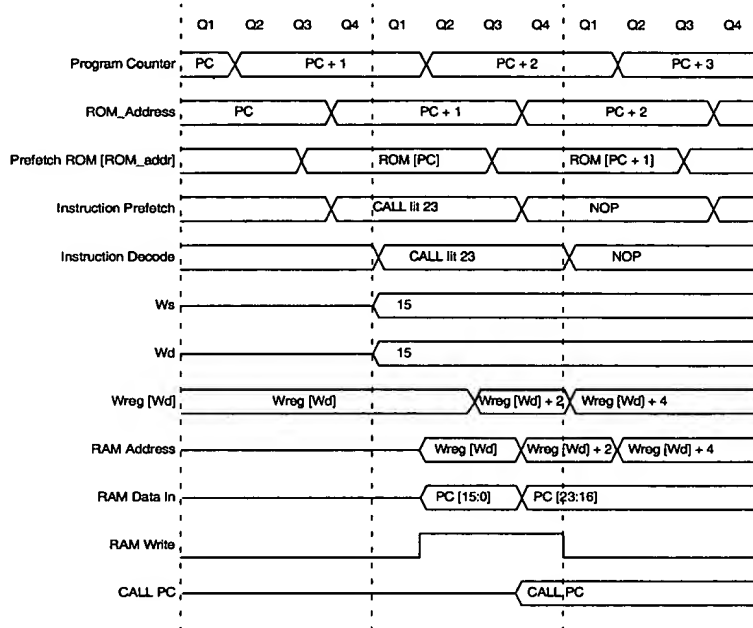 Q1 Q2 Q3 Q4 Q1 Q2 Q3 Q4 Q1 Q2 Q3 Q4
Program Counter PC PC + 1 PC + 2 PC + 3
ROM_Address PC PC + 1 PC + 2
Prefetch ROM [ROM_addr] ROM [PC] ROM [PC + 1]
Instruction Prefetch CALL lit 23 NOP
Instruction Decode CALL lit 23 NOP
Ws 15
Wd 15
Wreg [Wd] Wreg [Wd] Wreg [Wd] + 2 Wreg [Wd] + 4
RAM Address Wreg [Wd] Wreg [Wd] + 2 Wreg [Wd] + 4
RAM Data In PC [15:0] PC [23:16]
RAM Write
CALL PC CALL PC